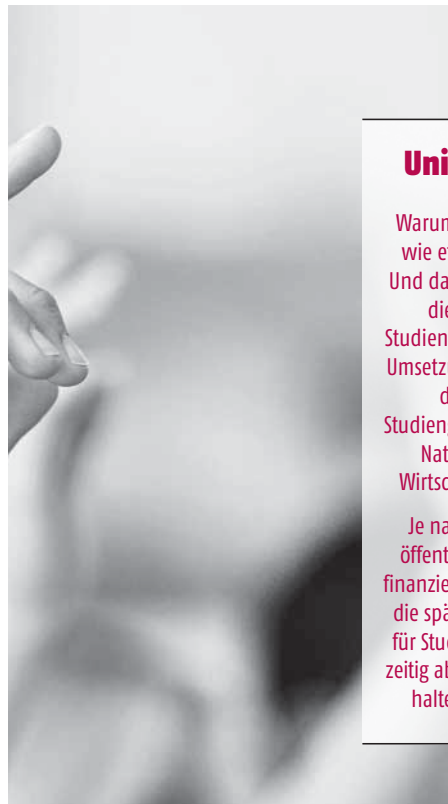 Uni
Warum
wie e
Und da
die
Studien
Umsetz
d
Studien
Nat
Wirtsc
Je na
öffent
finanzie
die spä
für Stu
zeitig a
halte